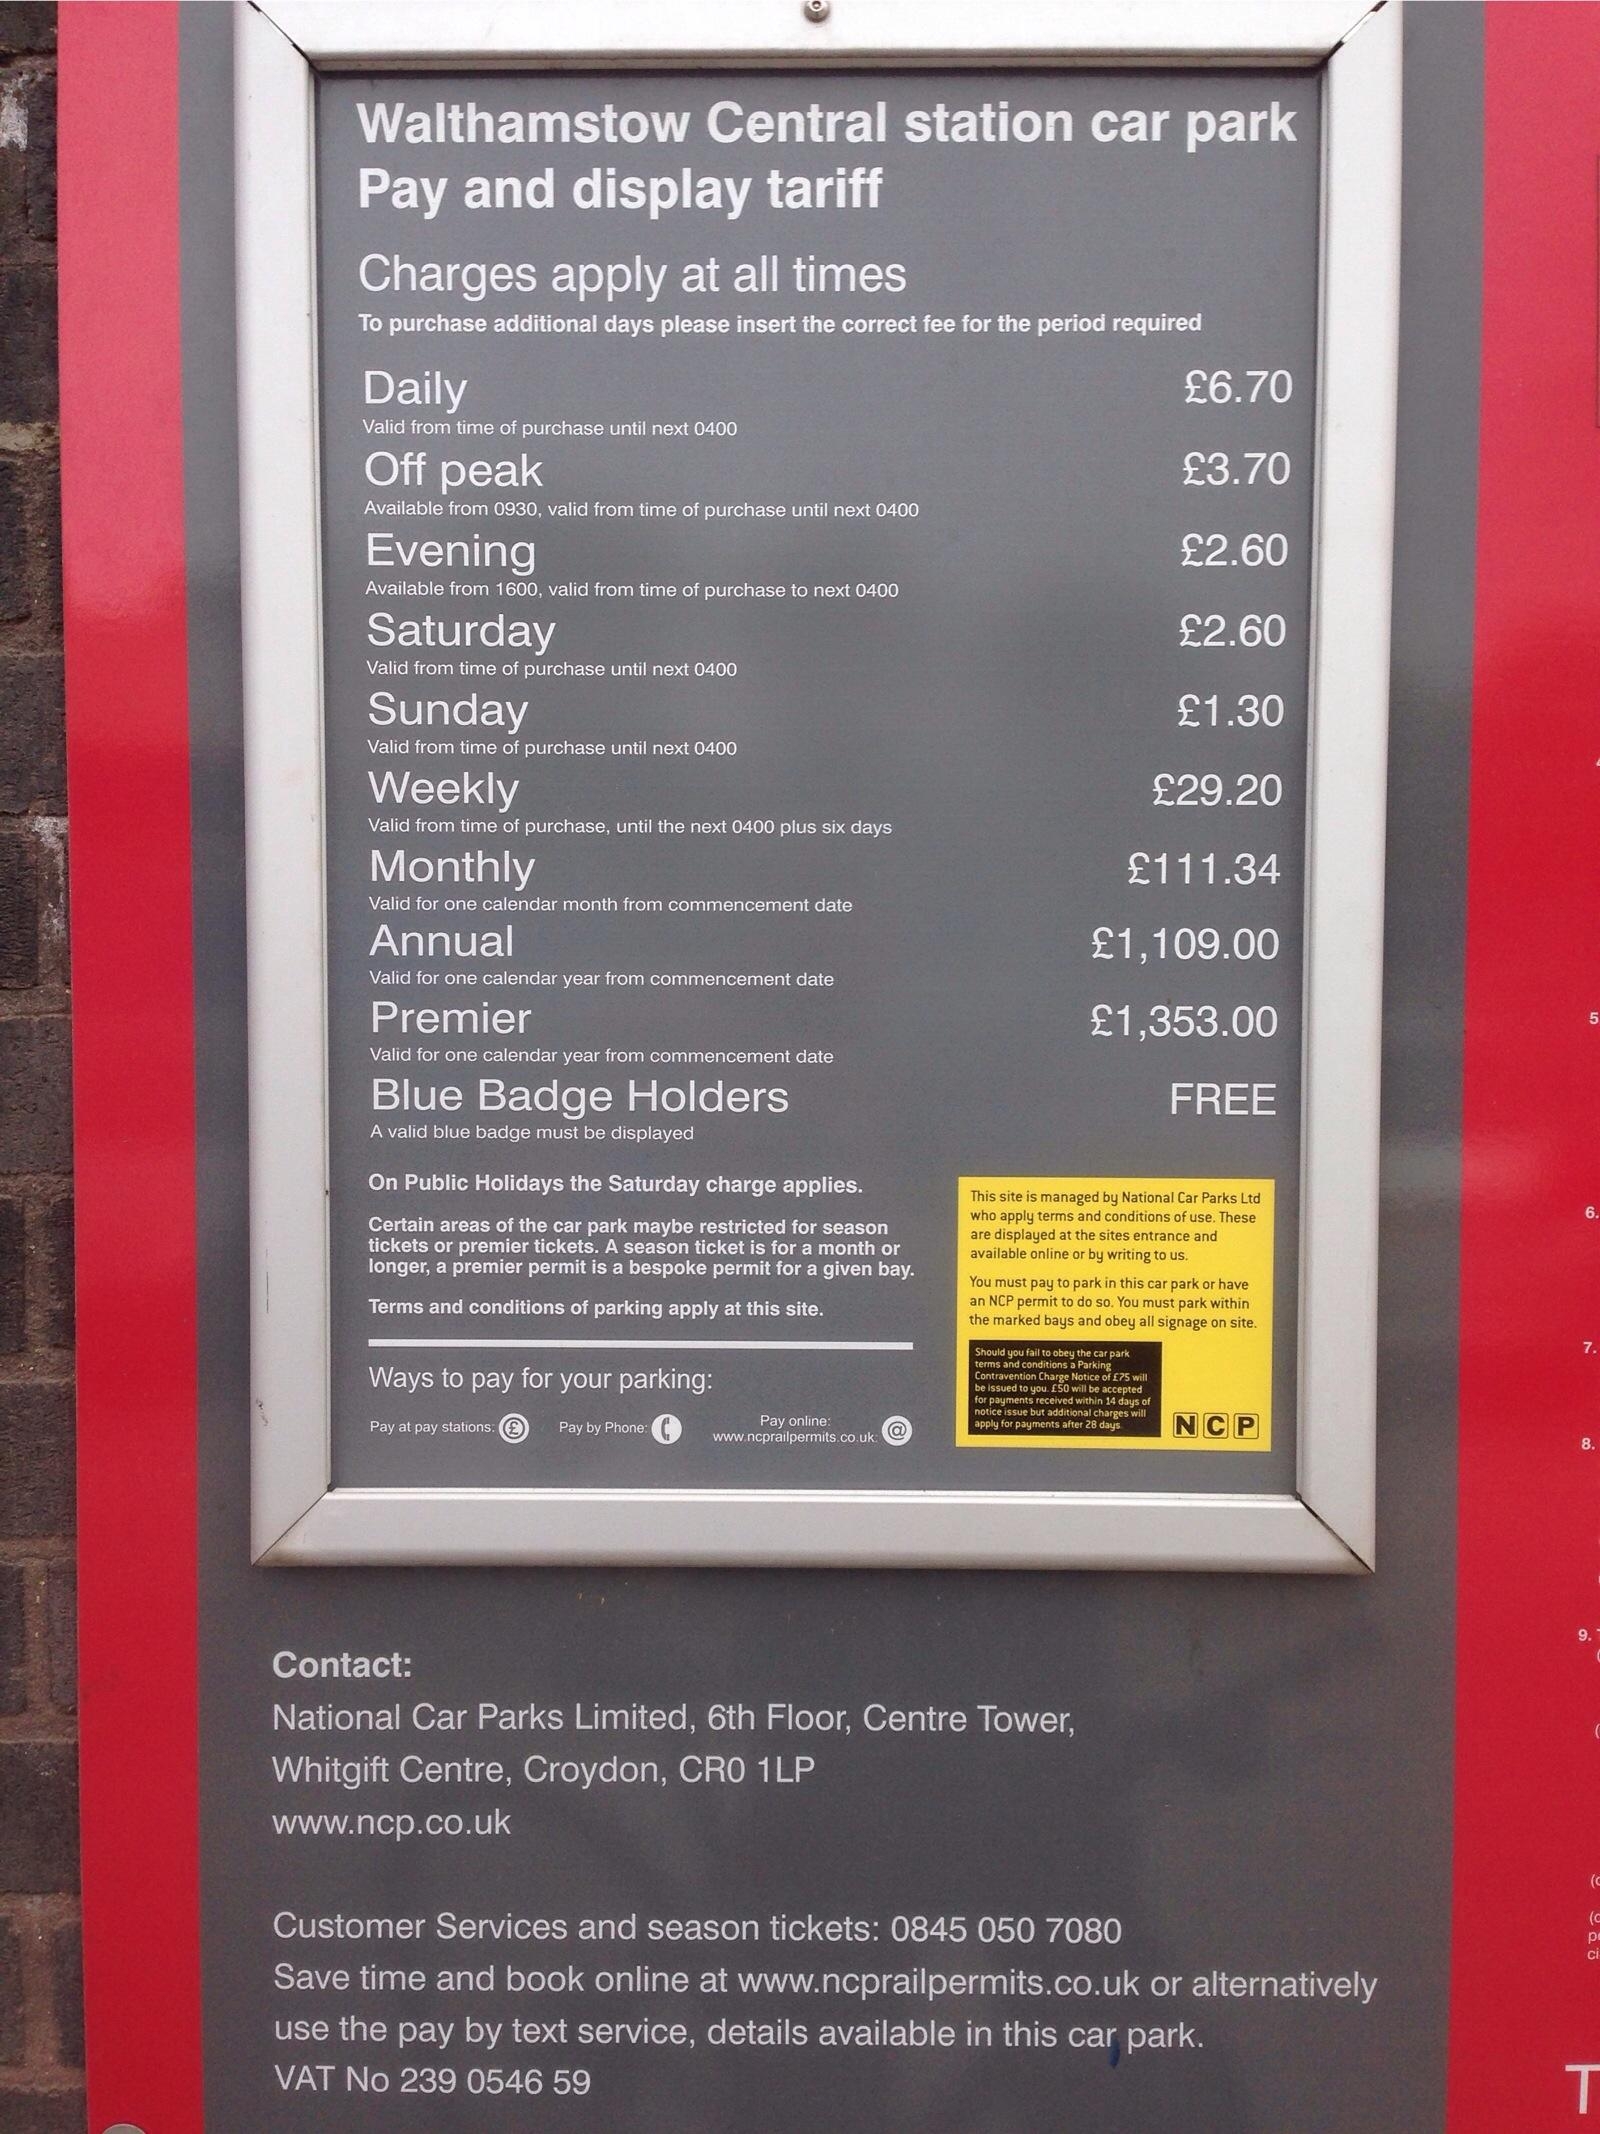 Walthamstow Central station car park
Pay and display tariff
Charges apply at all times
To purchase additional days please insert the correct fee for the period required
Daily £6.70
Valid from time of purchase until next 0400
Off peak £3.70
Available from 0930, valid from time of purchase until next 0400
Evening £2.60
Available from 1600, valid from time of purchase to next 0400
Saturday £2.60
Valid from time of purchase until next 0400
Sunday £1.30
Valid from time of purchase until next 0400
Weekly £29.20
Valid from time of purchase, until the next 0400 plus six days
Monthly £111.34
Valid for one calendar month from commencement date
Annual £1,109.00
Valid for one calendar year from commencement date
Premier £1,353.00
Valid for one calendar year from commencement date
Blue Badge Holders FREE
A valid blue badge must be displayed
On Public Holidays the Saturday charge applies.
Certain areas of the car park maybe restricted for season
tickets or premier tickets. A season ticket is for a month or
longer, a premier permit is a bespoke permit for a given bay.
Terms and conditions of parking apply at this site.
Ways to pay for your parking:
Pay at pay stations: £
Pay by Phone:
Pay online:
www.ncprailpermits.co.uk: @
This site is managed by National Car Parks Ltd
who apply terms and conditions of use. These
are displayed at the sites entrance and
available online or by writing to us.
You must pay to park in this car park or have
an NCP permit to do so. You must park within
the marked bays and obey all signage on site.
Should you fail to obey the car park
terms and conditions a Parking
Contravention Charge Notice of £75 will
be issued to you. £50 will be accepted
for payments received within 14 days of
notice issue but additional charges will
apply for payments after 28 days.
NCP
Contact:
National Car Parks Limited, 6th Floor, Centre Tower,
Whitgift Centre, Croydon, CR0 1LP
www.ncp.co.uk
Customer Services and season tickets: 0845 050 7080
Save time and book online at www.ncprailpermits.co.uk or alternatively
use the pay by text service, details available in this car park.
VAT No 239 0546 59
5
6.
7.
8.
9.
T